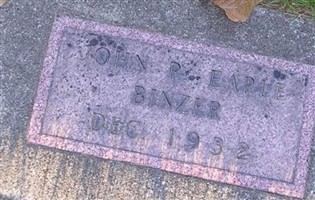 JOHN R. EARLE
BINZER
DEC 1932